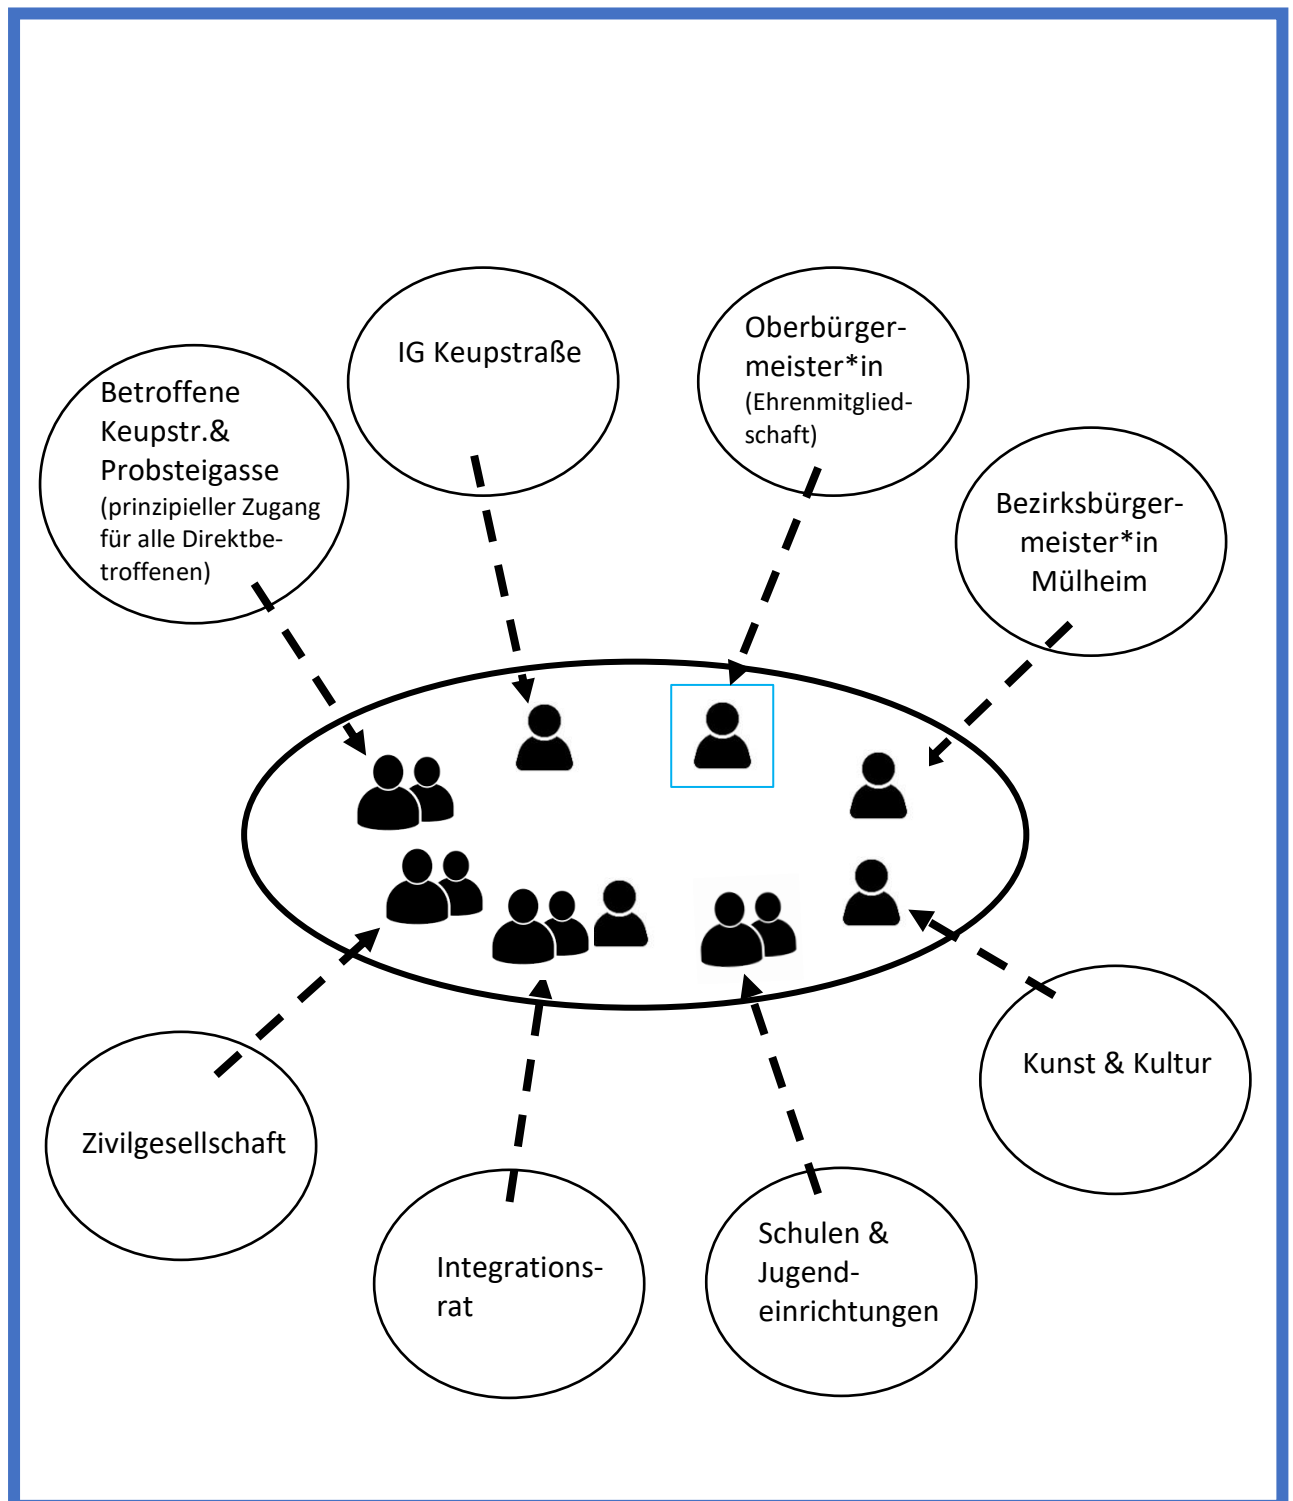 IG Keupstraße
Oberbürger-
meister*in
(Ehrenmitglied-
schaft)
Betroffene
Keupstr.&
Probsteigasse
(prinzipieller Zugang
für alle Direktbe-
troffenen)
Bezirksbürger-
meister*in
Mülheim
Kunst & Kultur
Zivilgesellschaft
Integrations-
rat
Schulen &
Jugend-
einrichtungen